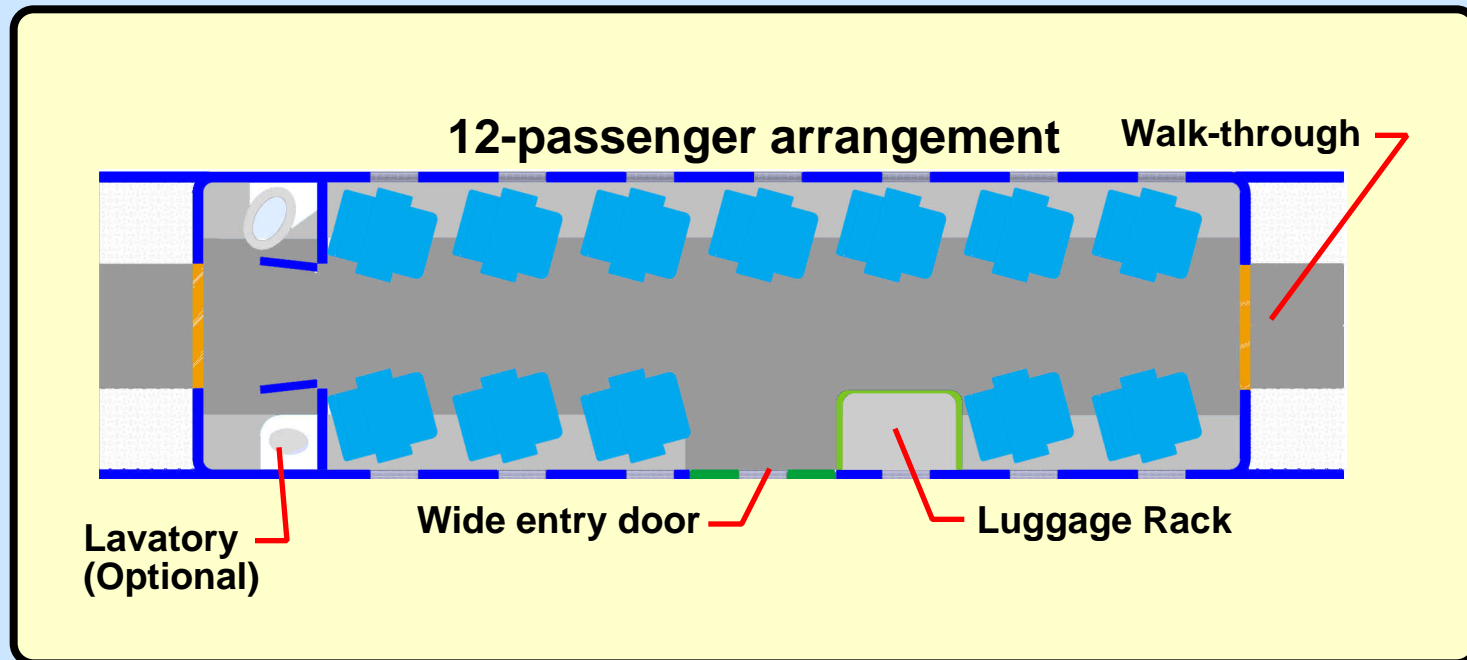 12-passenger arrangement
Walk-through
Wide entry door
Luggage Rack
Lavatory
(Optional)